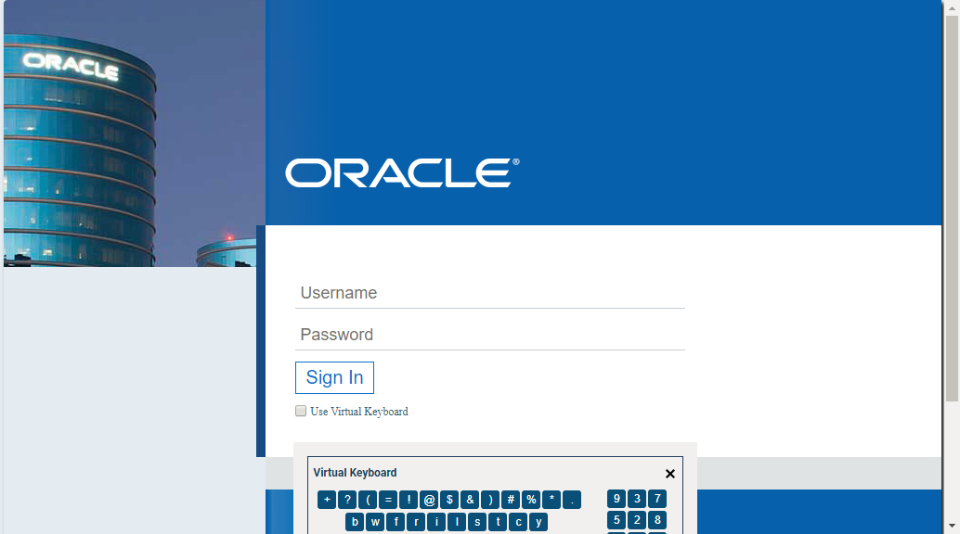 ORACLE
ORACLE®
Username
Password
Sign In
Use Virtual Keyboard
Virtual Keyboard
+ ? ( = ! @ $ & ) # % * . 9 3 7
b w f r i l s t c y 5 2 8